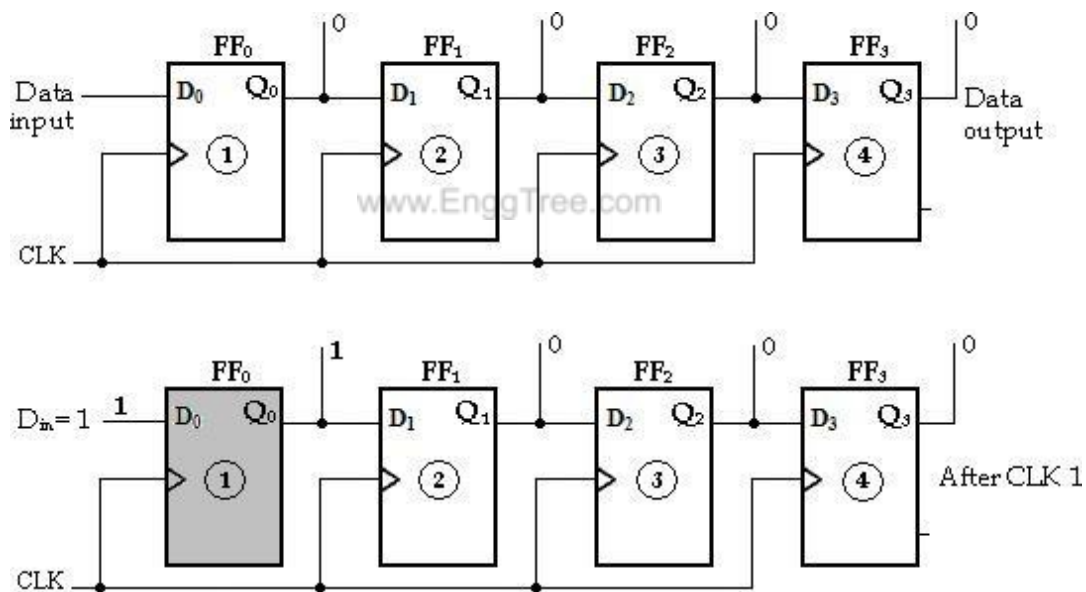 0 0 0 0
FF₀ FF₁ FF₂ FF₃
Data input
D₀ Q₀ D₁ Q₁ D₂ Q₂ D₃ Q₃
Data output
1 2 3 4
www.EnggTree.com
CLK
1 0 0 0
FF₀ FF₁ FF₂ FF₃
Dᵢₙ= 1 1
D₀ Q₀ D₁ Q₁ D₂ Q₂ D₃ Q₃
1 2 3 4
After CLK 1
CLK